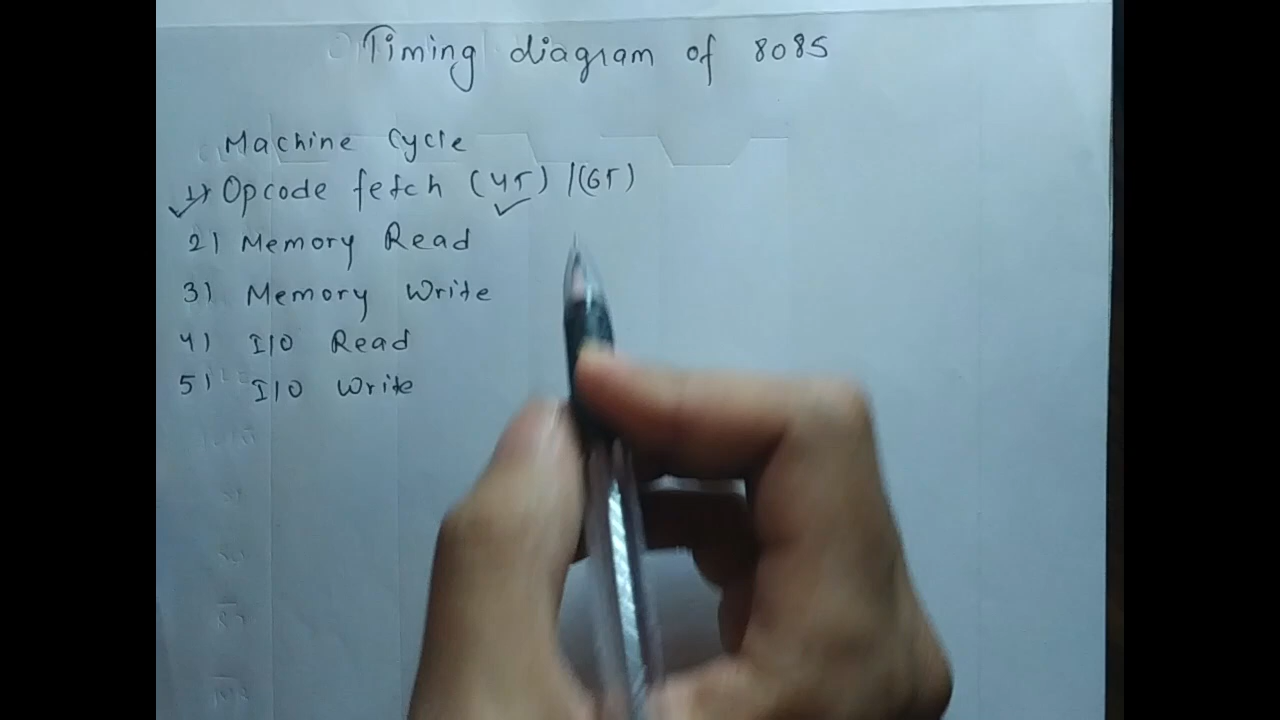 Timing diagram of 8085
Machine Cycle
1) Opcode fetch (4T) / (6T)
2) Memory Read
3) Memory Write
4) I/O Read
5) I/O Write